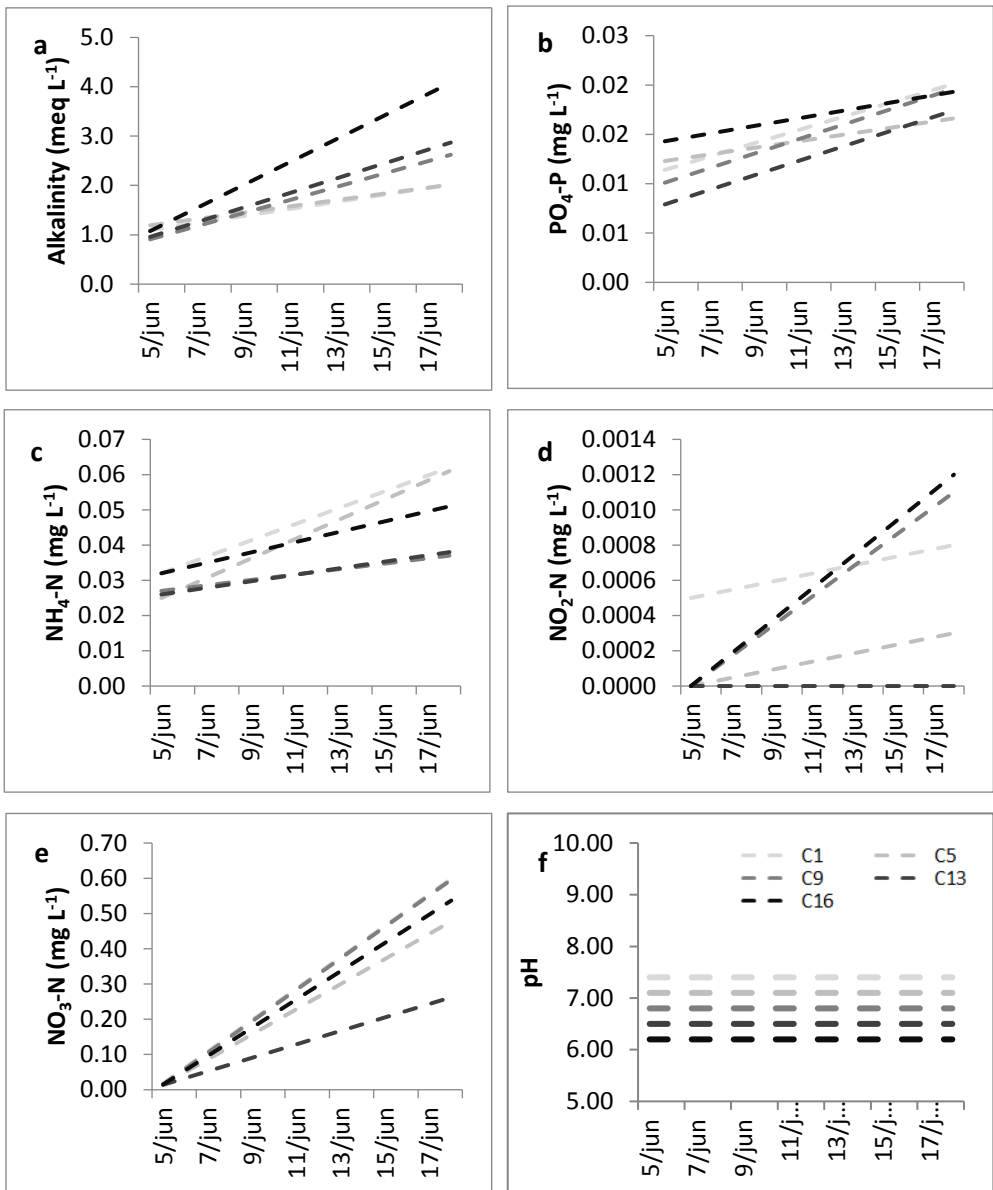 a
Alkalinity (meq L-1)
5.0
4.0
3.0
2.0
1.0
0.0
5/jun
7/jun
9/jun
11/jun
13/jun
15/jun
17/jun
b
PO4-P (mg L-1)
0.03
0.02
0.02
0.01
0.01
0.00
5/jun
7/jun
9/jun
11/jun
13/jun
15/jun
17/jun
c
NH4-N (mg L-1)
0.07
0.06
0.05
0.04
0.03
0.02
0.01
0.00
5/jun
7/jun
9/jun
11/jun
13/jun
15/jun
17/jun
d
NO2-N (mg L-1)
0.0014
0.0012
0.0010
0.0008
0.0006
0.0004
0.0002
0.0000
5/jun
7/jun
9/jun
11/jun
13/jun
15/jun
17/jun
e
NO3-N (mg L-1)
0.70
0.60
0.50
0.40
0.30
0.20
0.10
0.00
5/jun
7/jun
9/jun
11/jun
13/jun
15/jun
17/jun
f
pH
10.00
9.00
8.00
7.00
6.00
5.00
C1 C5
C9 C13
C16
5/jun
7/jun
9/jun
11/j...
13/j...
15/j...
17/j...